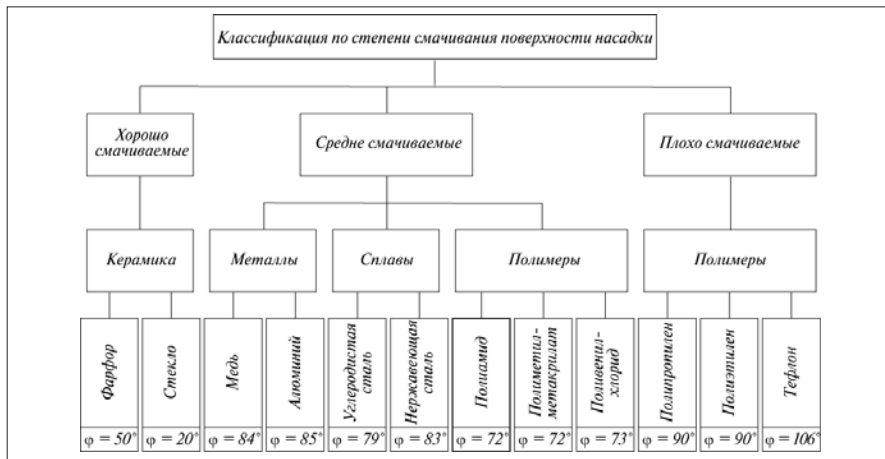 Классификация по степени смачивания поверхности насадки
Хорошо
смачиваемые
Средне смачиваемые
Плохо смачиваемые
Керамика
Металлы
Сплавы
Полимеры
Полимеры
Фарфор
Стекло
Медь
Алюминий
Углеродистая
сталь
Нержавеющая
сталь
Полиамид
Полиметил-
метакрилат
Поливенил-
хлорид
Полипротилен
Полиэтилен
Тефлон
φ = 50°
φ = 20°
φ = 84°
φ = 85°
φ = 79°
φ = 83°
φ = 72°
φ = 72°
φ = 73°
φ = 90°
φ = 90°
φ = 106°